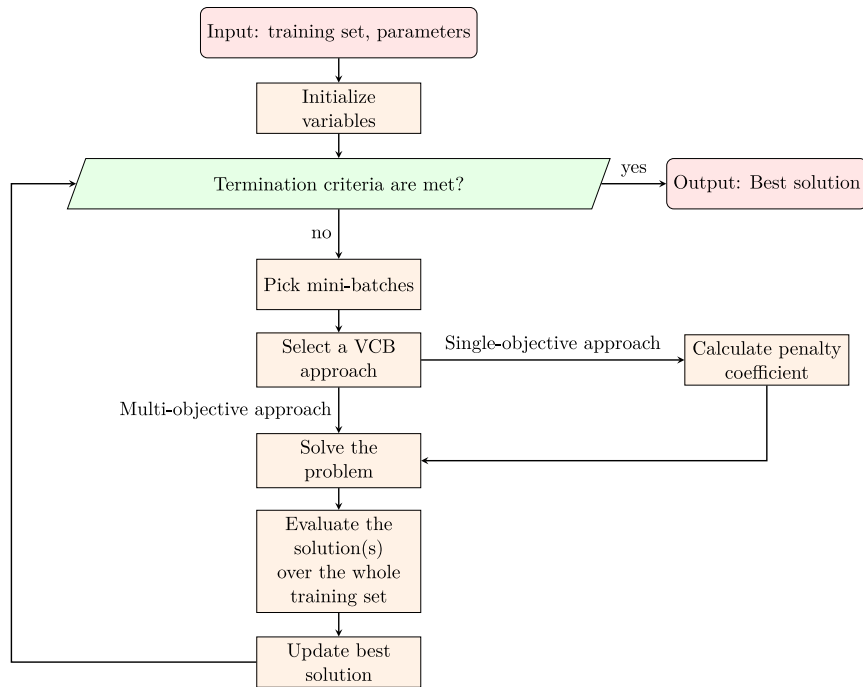 Input: training set, parameters
Initialize
variables
Termination criteria are met?
yes
Output: Best solution
no
Pick mini-batches
Select a VCB
approach
Single-objective approach
Calculate penalty
coefficient
Multi-objective approach
Solve the
problem
Evaluate the
solution(s)
over the whole
training set
Update best
solution